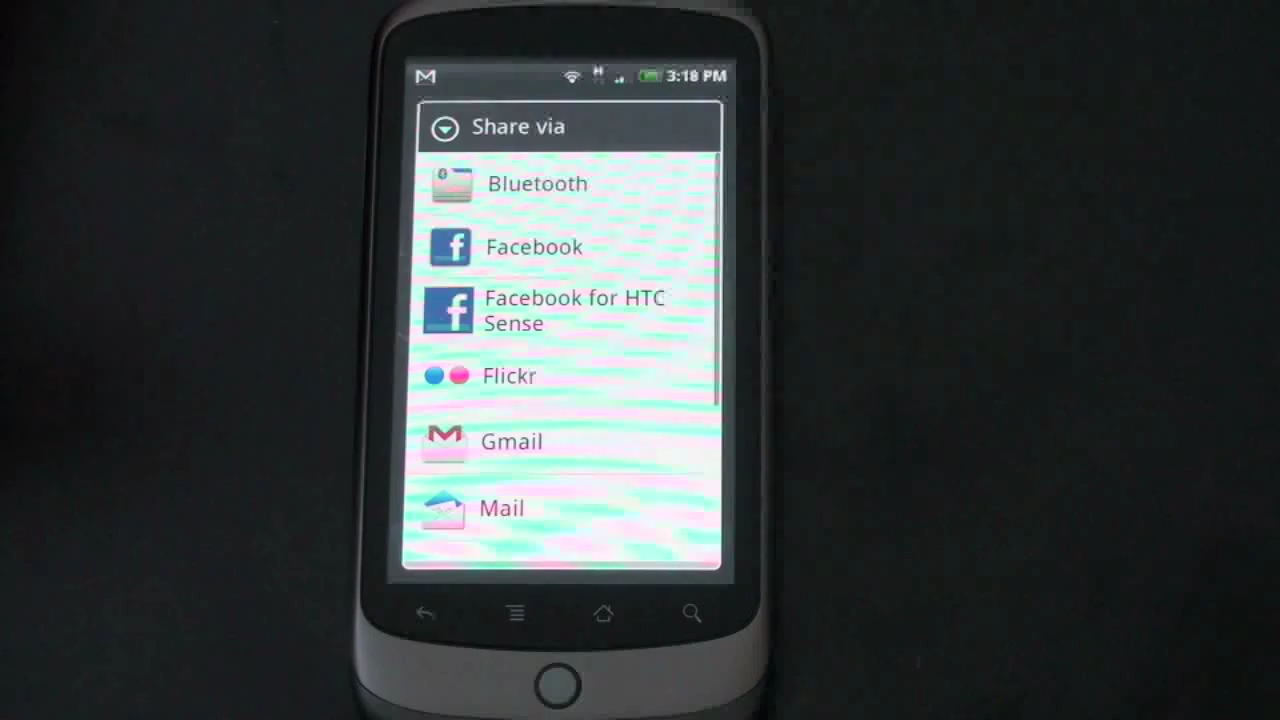 3:18 PM
Share via
Bluetooth
Facebook
Facebook for HTC
Sense
Flickr
Gmail
Mail